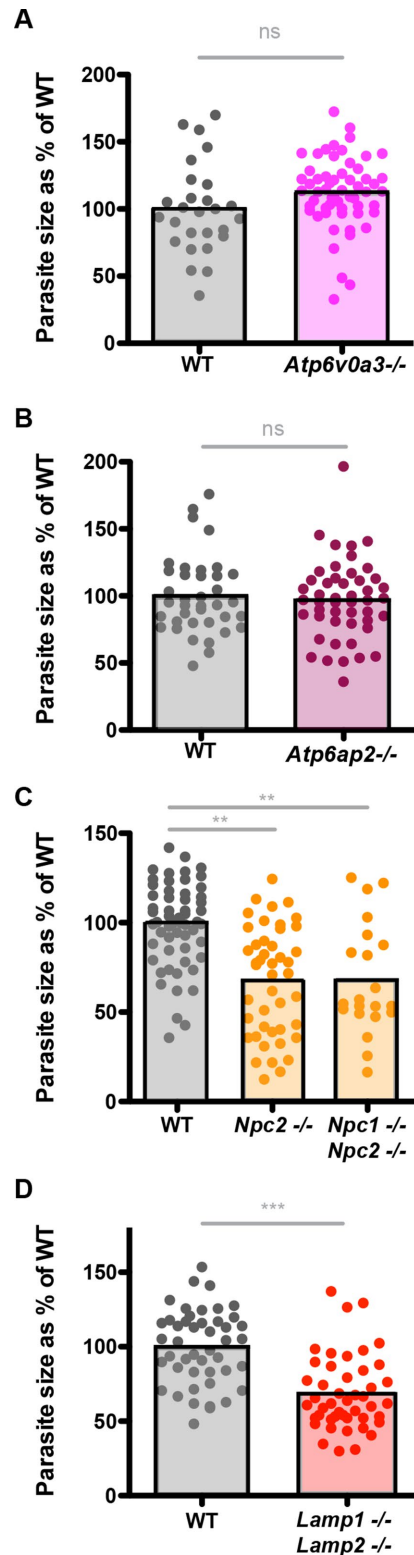 A
ns
Parasite size as % of WT
200
150
100
50
0
WT
Atp6v0a3-/-
B
ns
Parasite size as % of WT
200
150
100
50
0
WT
Atp6ap2-/-
C
**
**
Parasite size as % of WT
150
100
50
0
WT
Npc2 -/-
Npc1 -/-
Npc2 -/-
D
***
Parasite size as % of WT
150
100
50
0
WT
Lamp1 -/-
Lamp2 -/-